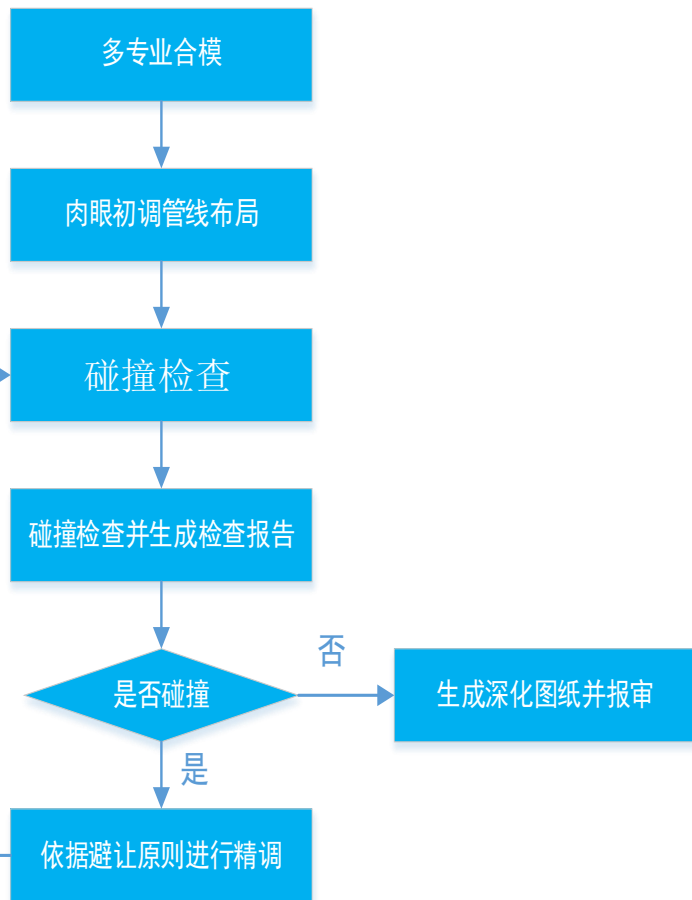 多专业合模
肉眼初调管线布局
碰撞检查
碰撞检查并生成检查报告
否
是否碰撞
生成深化图纸并报审
是
依据避让原则进行精调